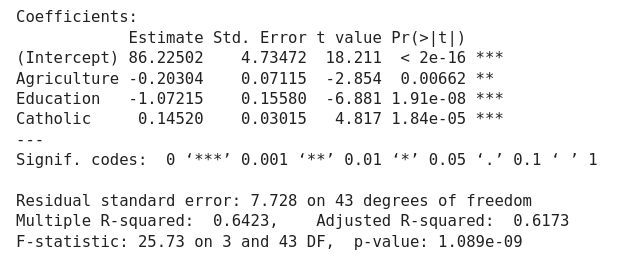 Coefficients:
            Estimate Std. Error t value Pr(>|t|)
(Intercept) 86.22502    4.73472  18.211  < 2e-16 ***
Agriculture -0.20304    0.07115  -2.854  0.00662 **
Education   -1.07215    0.15580  -6.881 1.91e-08 ***
Catholic     0.14520    0.03015   4.817 1.84e-05 ***
---
Signif. codes:  0 ‘***’ 0.001 ‘**’ 0.01 ‘*’ 0.05 ‘.’ 0.1 ‘ ’ 1

Residual standard error: 7.728 on 43 degrees of freedom
Multiple R-squared:  0.6423,    Adjusted R-squared:  0.6173
F-statistic: 25.73 on 3 and 43 DF,  p-value: 1.089e-09